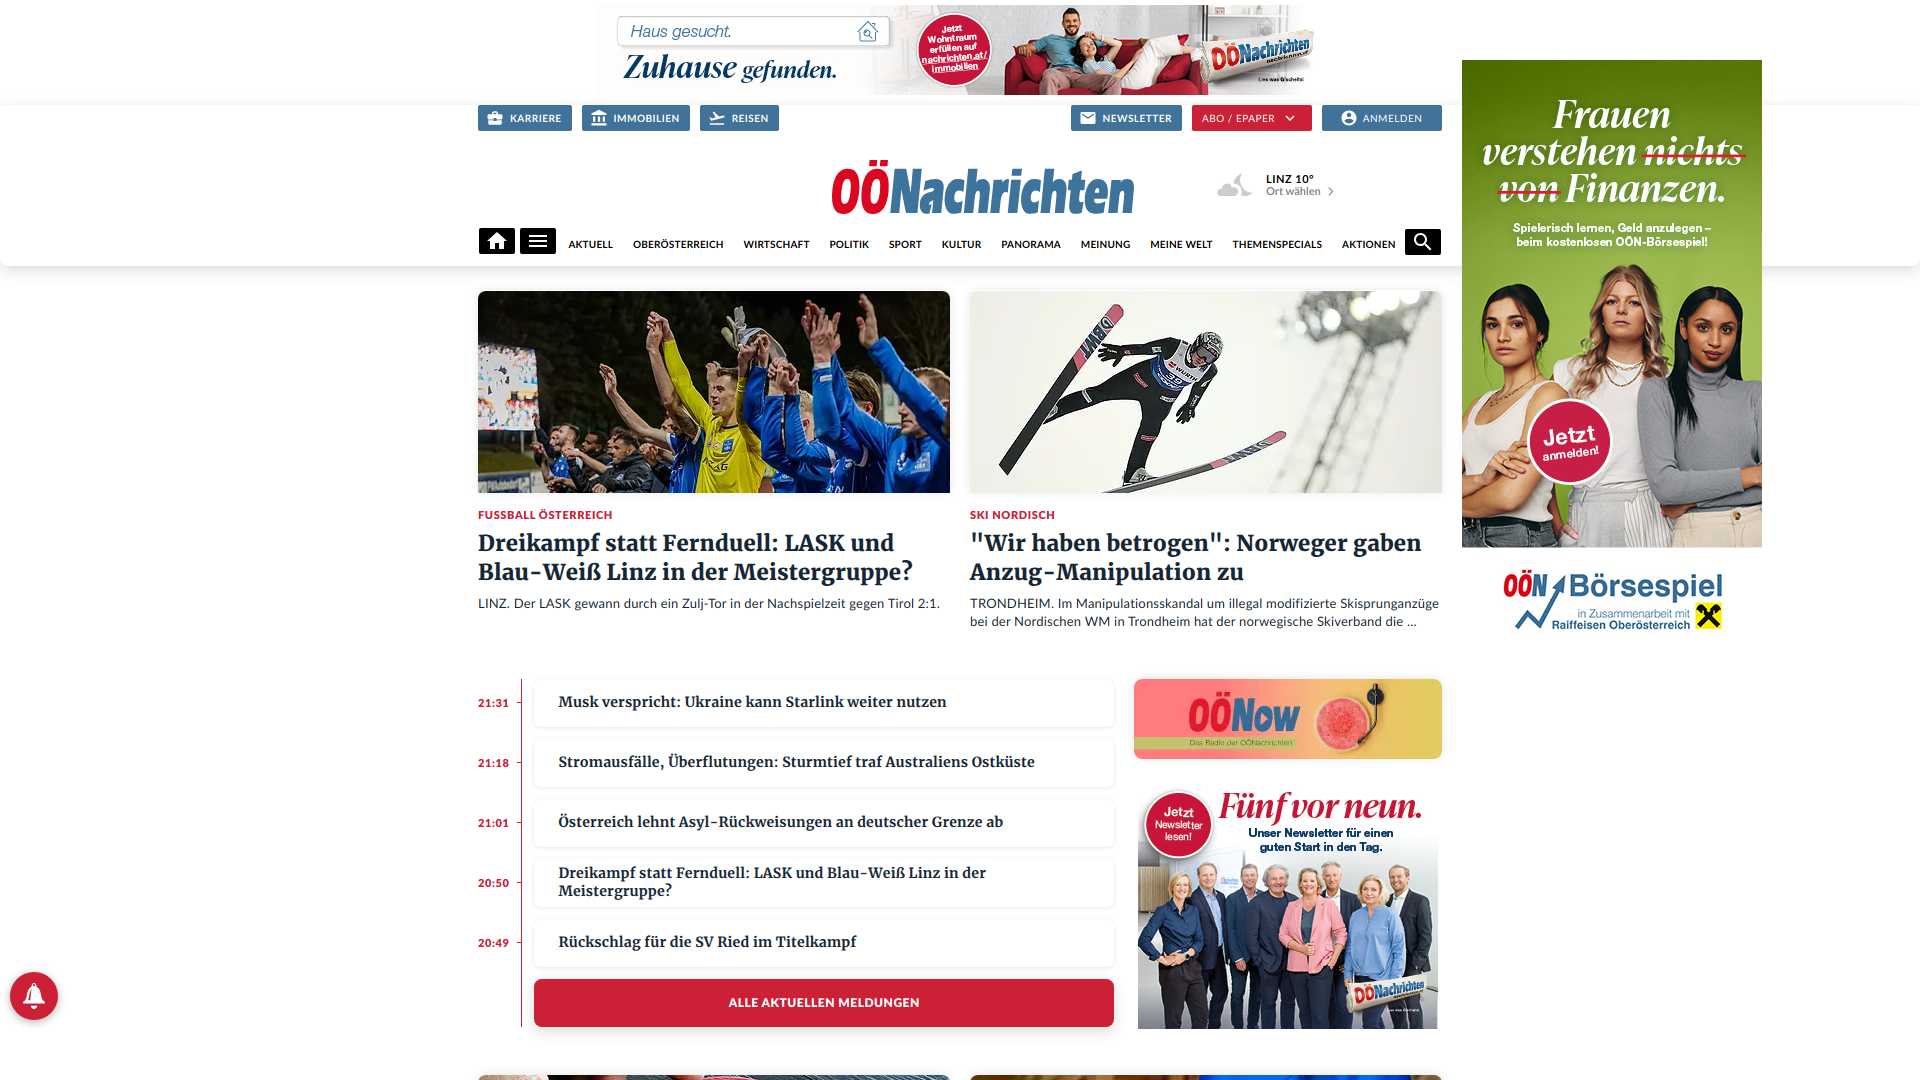 Haus gesucht.
Zuhause gefunden.
Jetzt
Wohntraum
erfüllen auf
nachrichten.at/
immobilien
OÖNachrichten
Lies was Gscheits!
KARRIERE
IMMOBILIEN
REISEN
NEWSLETTER
ABO / EPAPER
ANMELDEN
OÖNachrichten
LINZ 10°
Ort wählen
AKTUELL
OBERÖSTERREICH
WIRTSCHAFT
POLITIK
SPORT
KULTUR
PANORAMA
MEINUNG
MEINE WELT
THEMENSPECIALS
AKTIONEN
Frauen
verstehen nichts
von Finanzen.
Spielerisch lernen, Geld anzulegen –
beim kostenlosen OÖN-Börsespiel!
Jetzt
anmelden!
OÖN Börsespiel
in Zusammenarbeit mit
Raiffeisen Oberösterreich
FUSSBALL ÖSTERREICH
Dreikampf statt Fernduell: LASK und
Blau-Weiß Linz in der Meistergruppe?
LINZ. Der LASK gewann durch ein Zulj-Tor in der Nachspielzeit gegen Tirol 2:1.
SKI NORDISCH
"Wir haben betrogen": Norweger gaben
Anzug-Manipulation zu
TRONDHEIM. Im Manipulationsskandal um illegal modifizierte Skisprunganzüge
bei der Nordischen WM in Trondheim hat der norwegische Skiverband die ...
21:31
Musk verspricht: Ukraine kann Starlink weiter nutzen
21:18
Stromausfälle, Überflutungen: Sturmtief traf Australiens Ostküste
21:01
Österreich lehnt Asyl-Rückweisungen an deutscher Grenze ab
20:50
Dreikampf statt Fernduell: LASK und Blau-Weiß Linz in der
Meistergruppe?
20:49
Rückschlag für die SV Ried im Titelkampf
ALLE AKTUELLEN MELDUNGEN
OÖNow
Das Radio der OÖNachrichten
Jetzt
Newsletter
lesen!
Fünf vor neun.
Unser Newsletter für einen
guten Start in den Tag.
OÖNachrichten